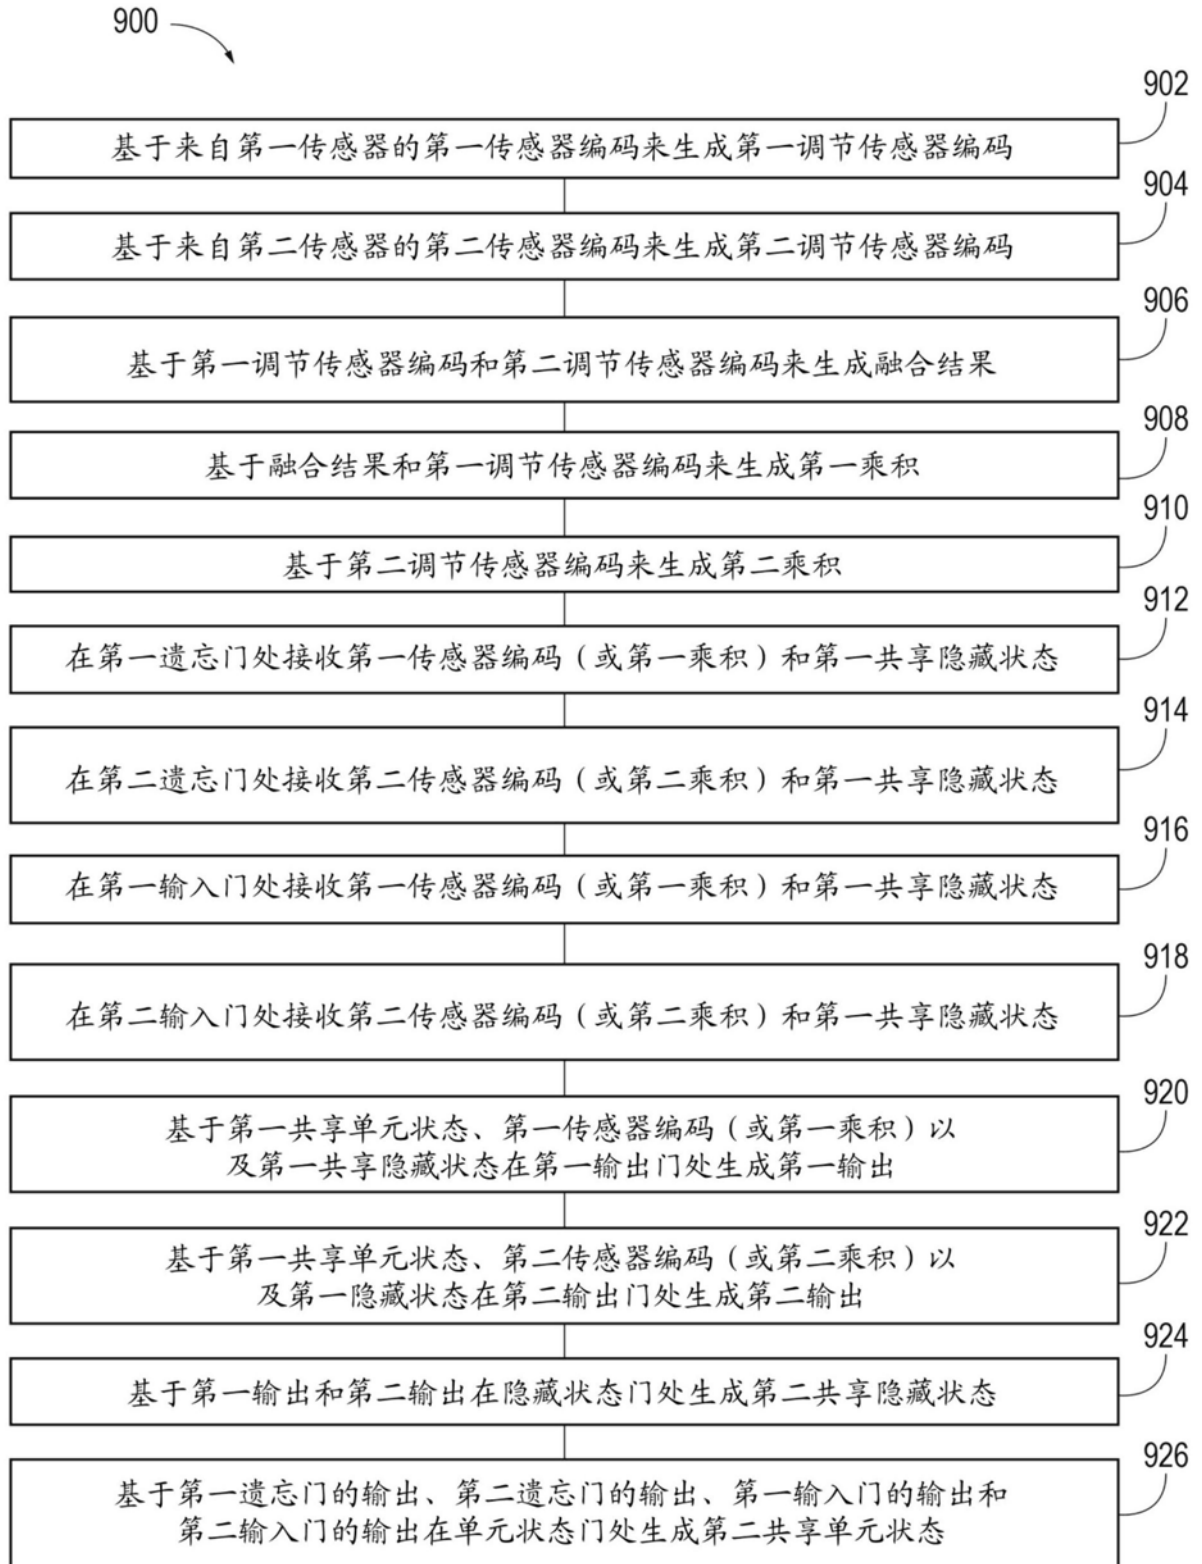 900
902
基于来自第一传感器的第一传感器编码来生成第一调节传感器编码
904
基于来自第二传感器的第二传感器编码来生成第二调节传感器编码
906
基于第一调节传感器编码和第二调节传感器编码来生成融合结果
908
基于融合结果和第一调节传感器编码来生成第一乘积
910
基于第二调节传感器编码来生成第二乘积
912
在第一遗忘门处接收第一传感器编码（或第一乘积）和第一共享隐藏状态
914
在第二遗忘门处接收第二传感器编码（或第二乘积）和第一共享隐藏状态
916
在第一输入门处接收第一传感器编码（或第一乘积）和第一共享隐藏状态
918
在第二输入门处接收第二传感器编码（或第二乘积）和第一共享隐藏状态
920
基于第一共享单元状态、第一传感器编码（或第一乘积）以
及第一共享隐藏状态在第一输出门处生成第一输出
922
基于第一共享单元状态、第二传感器编码（或第二乘积）以
及第一隐藏状态在第二输出门处生成第二输出
924
基于第一输出和第二输出在隐藏状态门处生成第二共享隐藏状态
926
基于第一遗忘门的输出、第二遗忘门的输出、第一输入门的输出和
第二输入门的输出在单元状态门处生成第二共享单元状态